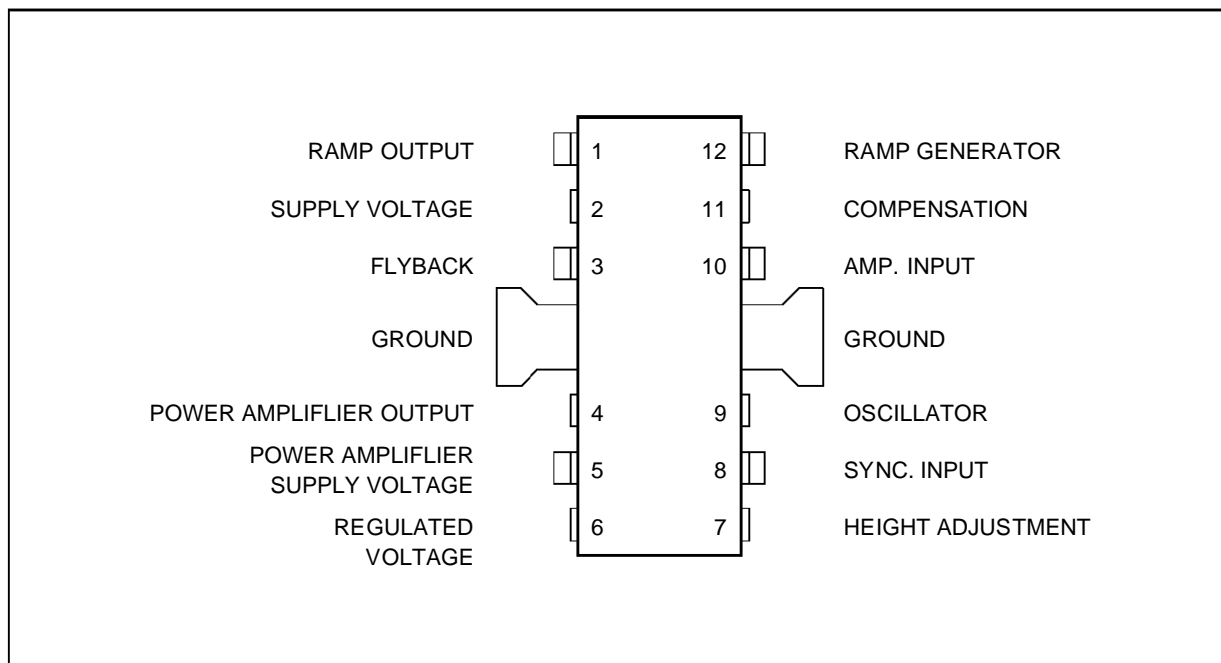 RAMP OUTPUT 1 12 RAMP GENERATOR
SUPPLY VOLTAGE 2 11 COMPENSATION
FLYBACK 3 10 AMP. INPUT
GROUND GROUND
POWER AMPLIFLIER OUTPUT 4 9 OSCILLATOR
POWER AMPLIFLIER
SUPPLY VOLTAGE 5 8 SYNC. INPUT
REGULATED
VOLTAGE 6 7 HEIGHT ADJUSTMENT